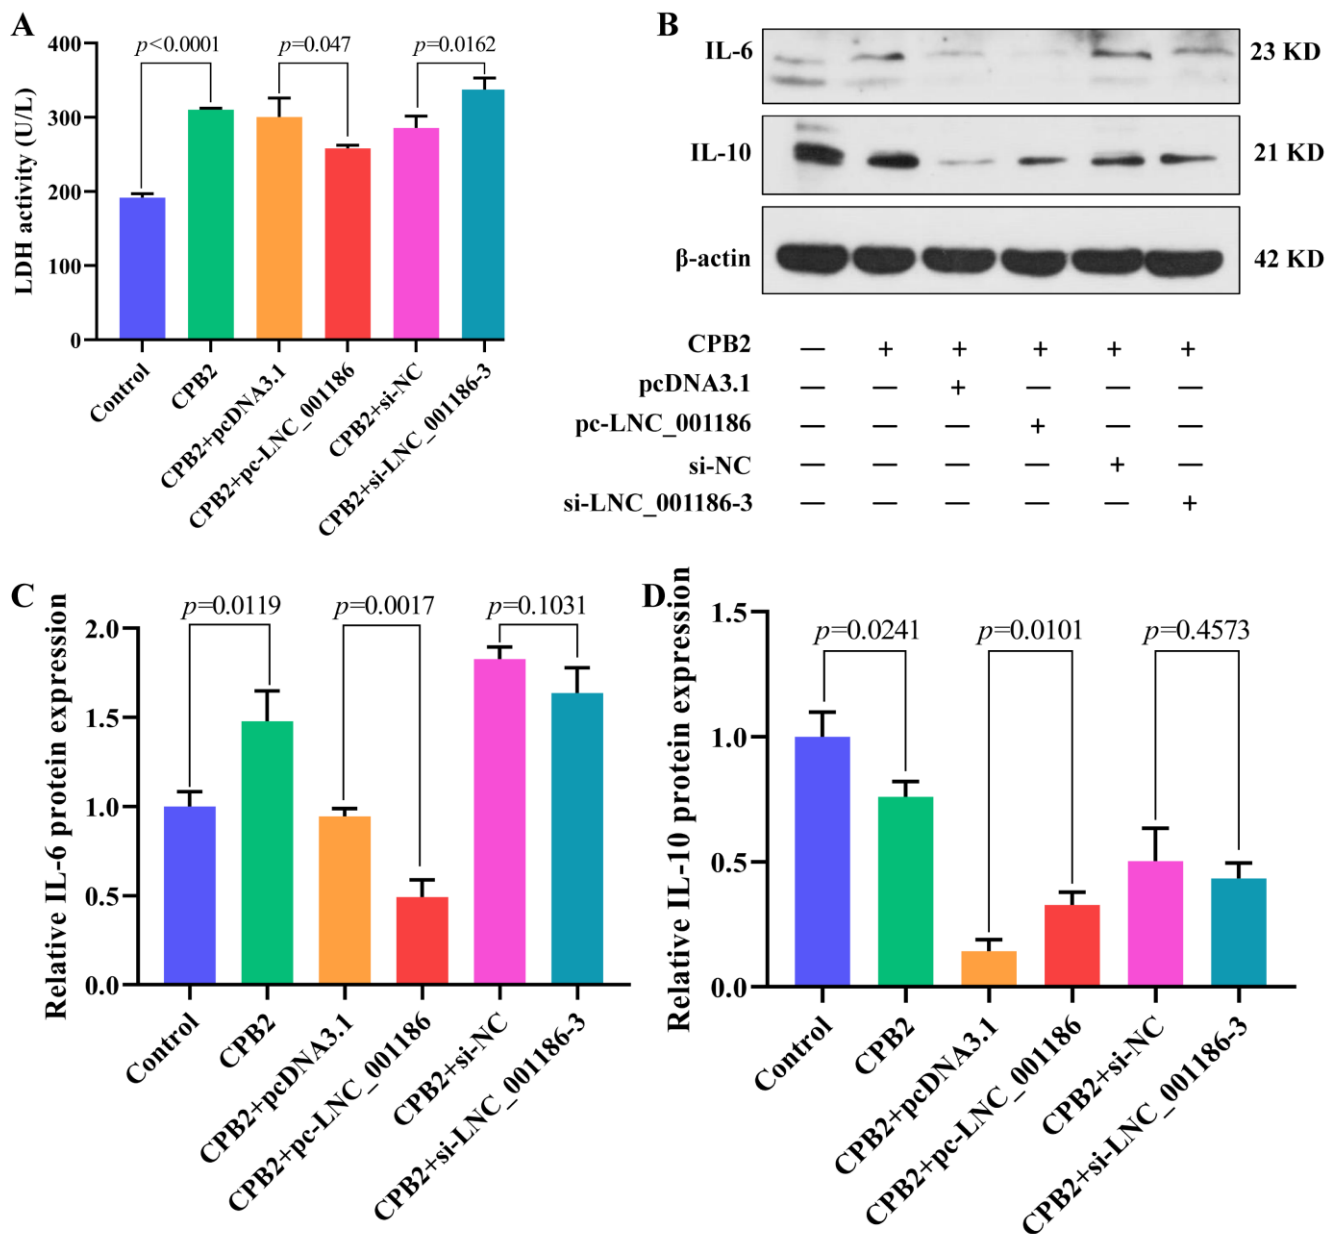 A
LDH activity (U/L)
400
300
200
100
0
p<0.0001
p=0.047
p=0.0162
Control
CPB2
CPB2+pcDNA3.1
CPB2+pc-LNC_001186
CPB2+si-NC
CPB2+si-LNC_001186-3
B
IL-6
23 KD
IL-10
21 KD
β-actin
42 KD
CPB2 — + + + + +
pcDNA3.1 — — + — — —
pc-LNC_001186 — — — + — —
si-NC — — — — + —
si-LNC_001186-3 — — — — — +
C
Relative IL-6 protein expression
2.0
1.5
1.0
0.5
0.0
p=0.0119
p=0.0017
p=0.1031
Control
CPB2
CPB2+pcDNA3.1
CPB2+pc-LNC_001186
CPB2+si-NC
CPB2+si-LNC_001186-3
D
Relative IL-10 protein expression
1.5
1.0
0.5
0.0
p=0.0241
p=0.0101
p=0.4573
Control
CPB2
CPB2+pcDNA3.1
CPB2+pc-LNC_001186
CPB2+si-NC
CPB2+si-LNC_001186-3